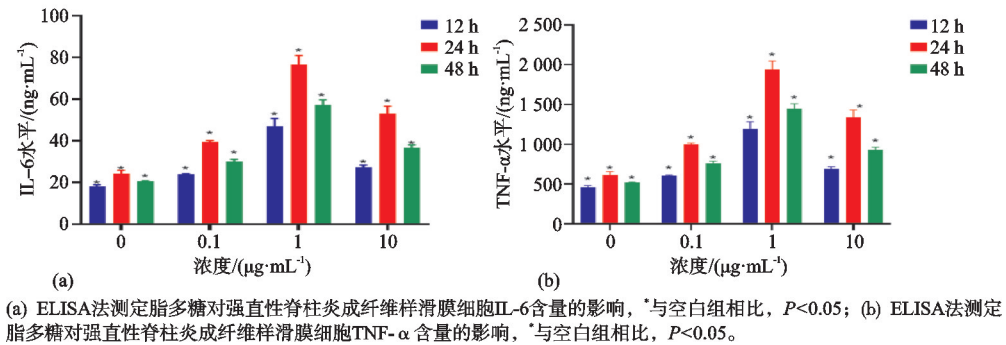 100
80
60
40
20
0
IL-6水平/(ng·mL⁻¹)
12 h
24 h
48 h
* * * * * * * * * * * *
0 0.1 1 10
浓度/(μg·mL⁻¹)
(a)
2 500
2 000
1 500
1 000
500
0
TNF-α水平/(ng·mL⁻¹)
12 h
24 h
48 h
* * * * * * * * * * * *
0 0.1 1 10
浓度/(μg·mL⁻¹)
(b)
(a) ELISA法测定脂多糖对强直性脊柱炎成纤维样滑膜细胞IL-6含量的影响，*与空白组相比，P<0.05；(b) ELISA法测定
脂多糖对强直性脊柱炎成纤维样滑膜细胞TNF-α含量的影响，*与空白组相比，P<0.05。